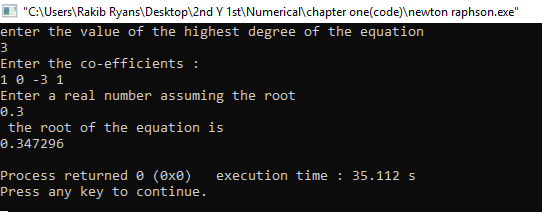 "C:\Users\Rakib Ryans\Desktop\2nd Y 1st\Numerical\chapter one(code)\newton raphson.exe"
enter the value of the highest degree of the equation
3
Enter the co-efficients :
1 0 -3 1
Enter a real number assuming the root
0.3
 the root of the equation is
0.347296
Process returned 0 (0x0)   execution time : 35.112 s
Press any key to continue.